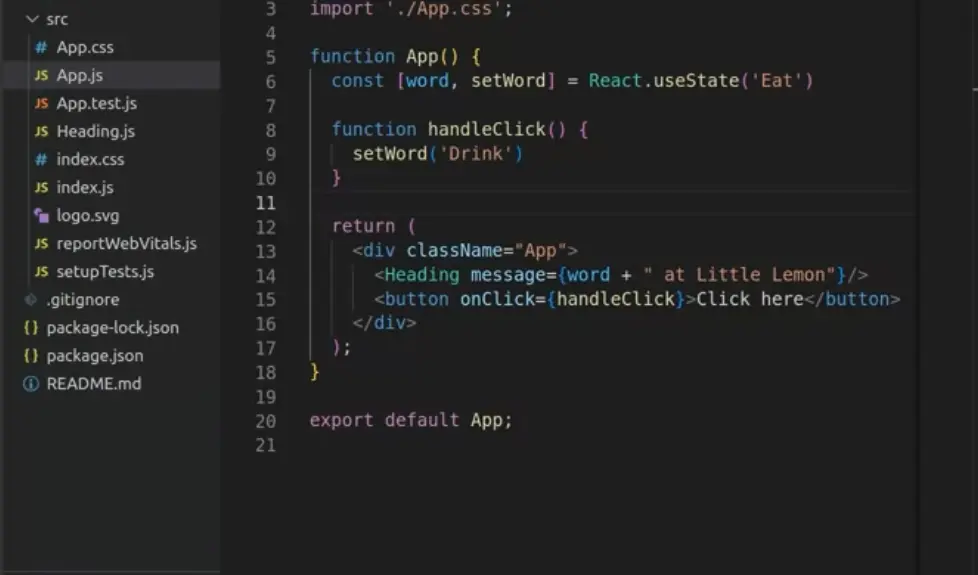 src
# App.css
JS App.js
JS App.test.js
JS Heading.js
# index.css
JS index.js
logo.svg
JS reportWebVitals.js
JS setupTests.js
.gitignore
{} package-lock.json
{} package.json
README.md
3 import './App.css';
4
5 function App() {
6 const [word, setWord] = React.useState('Eat')
7
8 function handleClick() {
9 setWord('Drink')
10 }
11
12 return (
13 <div className="App">
14 <Heading message={word + " at Little Lemon"}/>
15 <button onClick={handleClick}>Click here</button>
16 </div>
17 );
18 }
19
20 export default App;
21